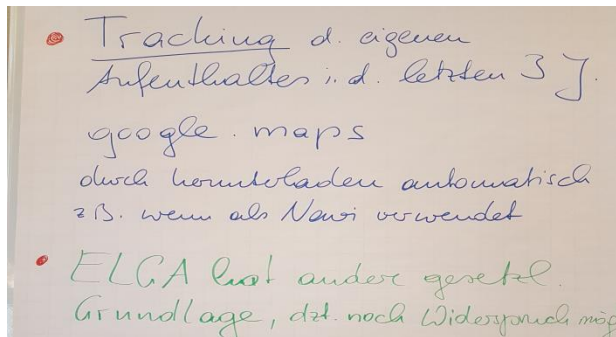 Tracking d. eigenen
Aufenthaltes i. d. letzten 3 J.
google. maps
durch herunterladen automatisch
zB. wenn als Navi verwendet
ELGA hat ander gesetzl.
Grundlage, dzt. noch Widerspruch mög